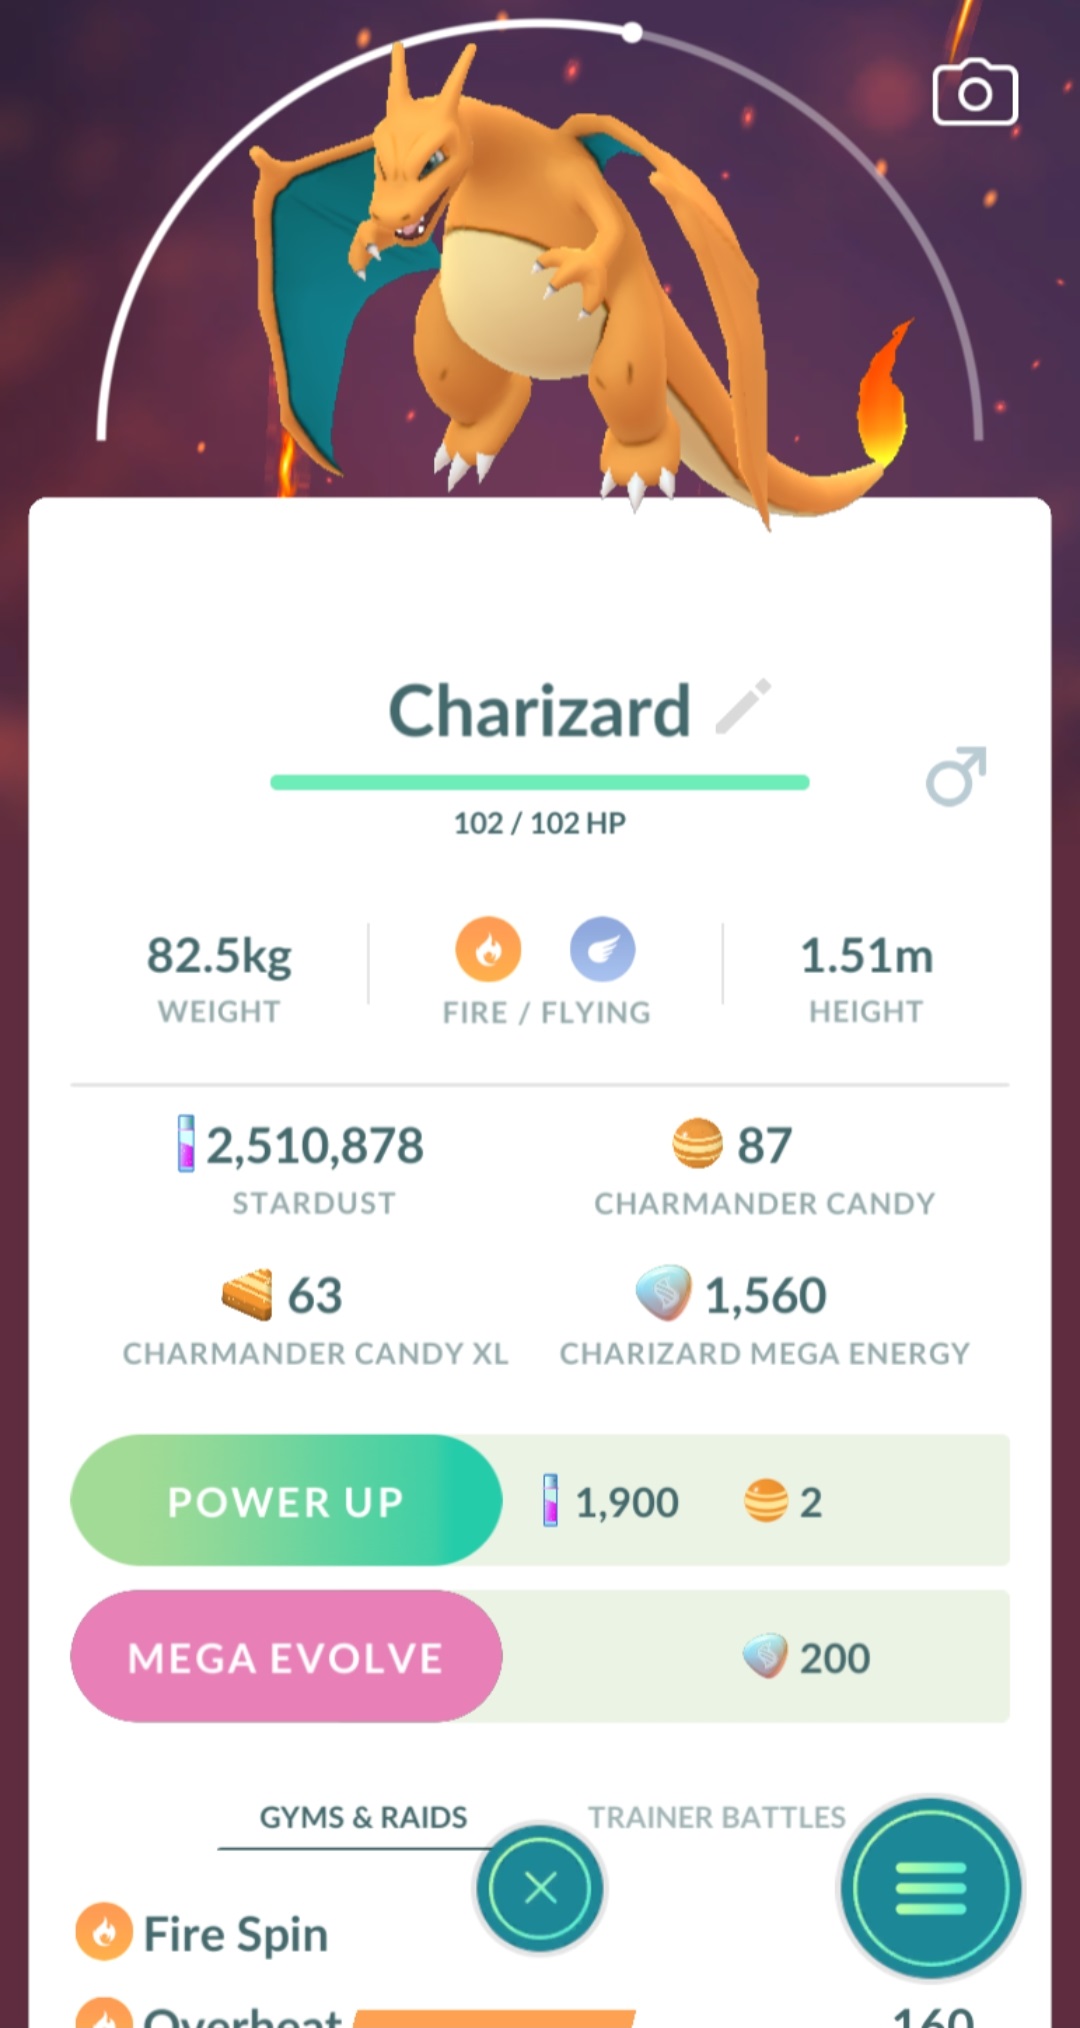 Charizard
102 / 102 HP
82.5kg
WEIGHT
FIRE / FLYING
1.51m
HEIGHT
2,510,878
STARDUST
87
CHARMANDER CANDY
63
CHARMANDER CANDY XL
1,560
CHARIZARD MEGA ENERGY
POWER UP 1,900 2
MEGA EVOLVE 200
GYMS & RAIDS TRAINER BATTLES
Fire Spin
Overheat 160